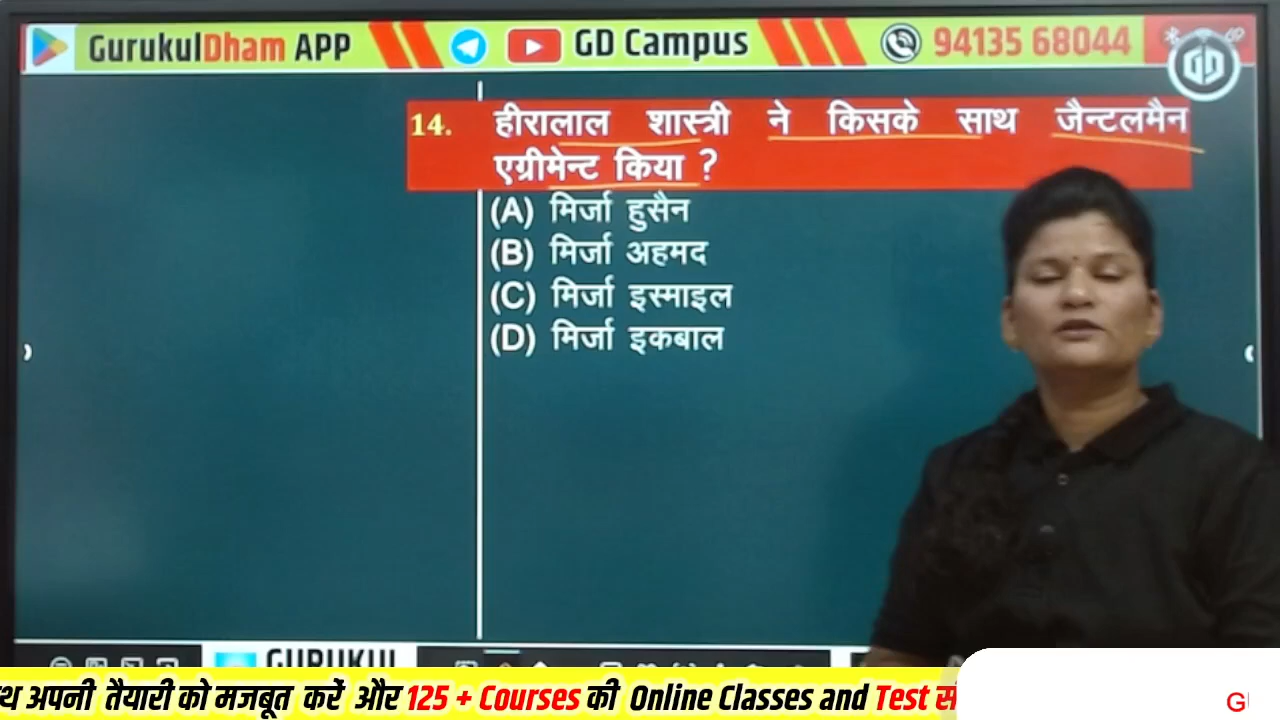 GurukulDham APP GD Campus 94135 68044
14. हीरालाल शास्त्री ने किसके साथ जैन्टलमैन
एग्रीमेन्ट किया ?
(A) मिर्जा हुसैन
(B) मिर्जा अहमद
(C) मिर्जा इस्माइल
(D) मिर्जा इकबाल
GURUKUL
अपनी तैयारी को मजबूत करें और 125 + Courses की Online Classes and Test
G